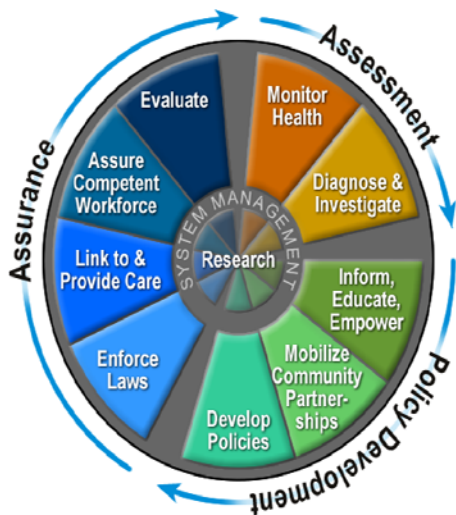 Assessment
Monitor
Health
Diagnose &
Investigate
Policy Development
Inform,
Educate,
Empower
Mobilize
Community
Partner-
ships
Develop
Policies
Assurance
Enforce
Laws
Link to &
Provide Care
Assure
Competent
Workforce
Evaluate
SYSTEM MANAGEMENT
Research